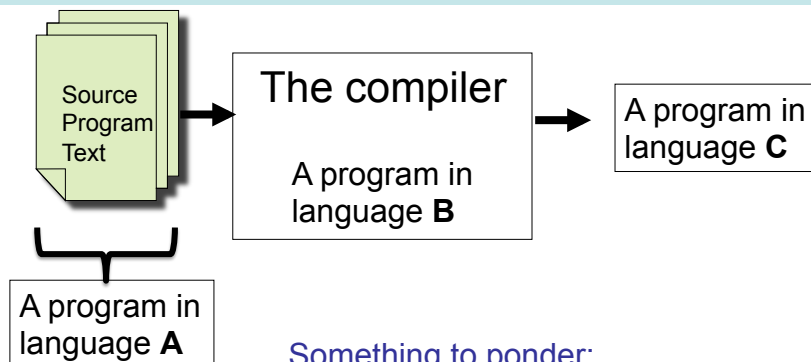 Source
Program
Text
The compiler
A program in
language B
A program in
language C
A program in
language A
Something to ponder: